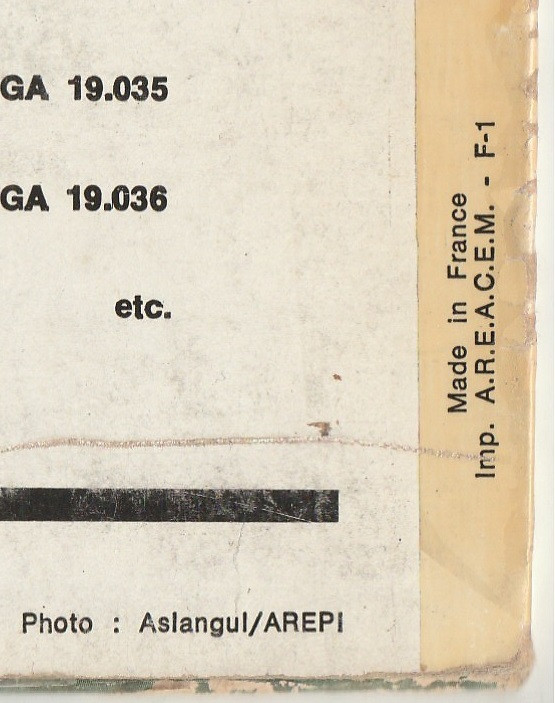 GA 19.035
GA 19.036
etc.
Photo : Aslangul/AREPI
Made in France
Imp. A.R.E.A.C.E.M. - F-1